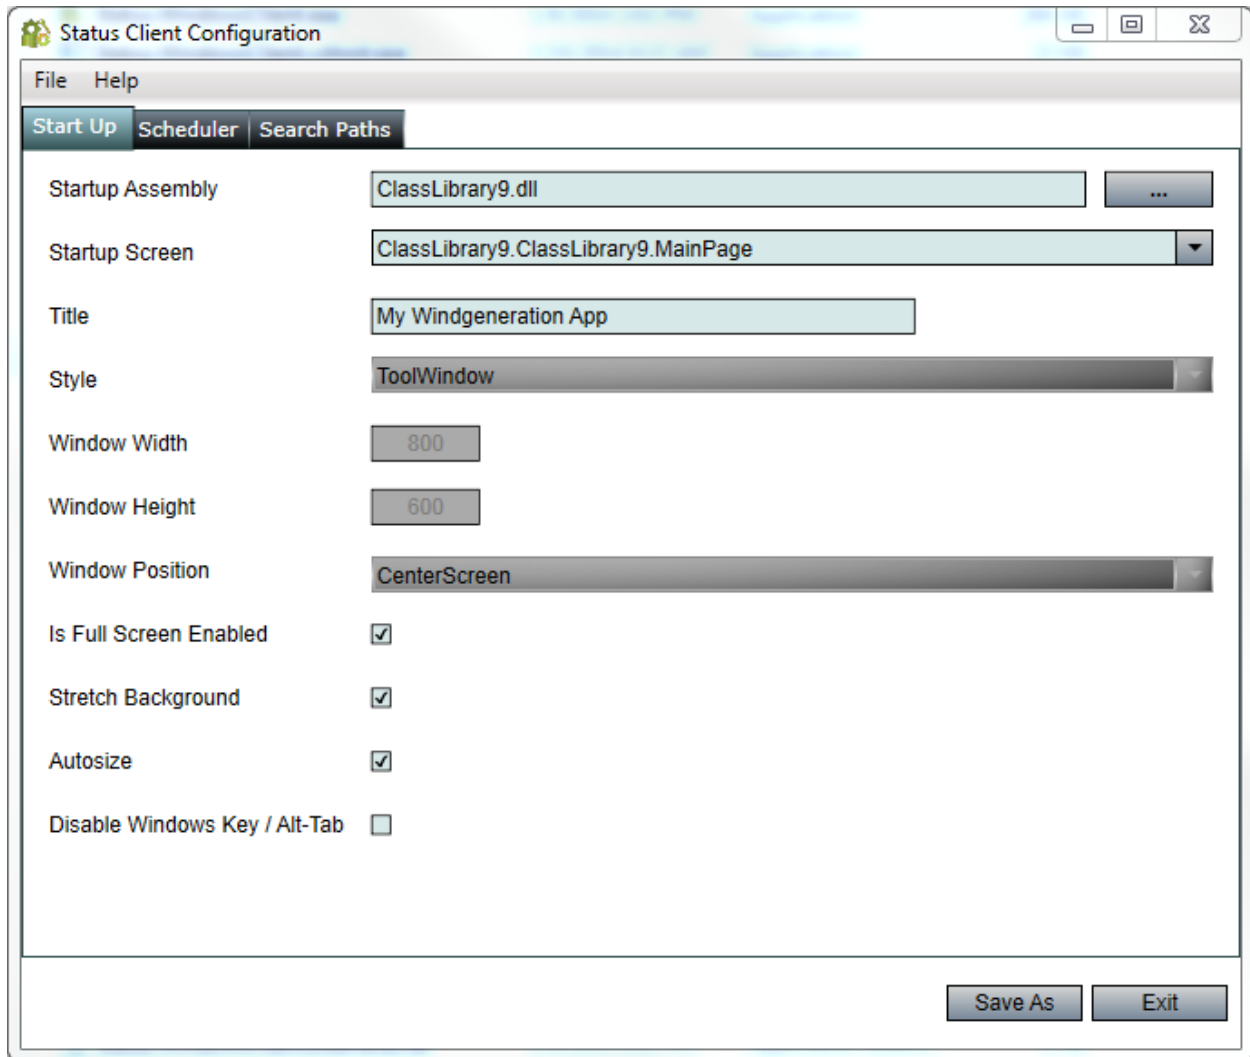 Status Client Configuration
File Help
Start Up Scheduler Search Paths
Startup Assembly ClassLibrary9.dll ...
Startup Screen ClassLibrary9.ClassLibrary9.MainPage
Title My Windgeneration App
Style ToolWindow
Window Width 800
Window Height 600
Window Position CenterScreen
Is Full Screen Enabled
Stretch Background
Autosize
Disable Windows Key / Alt-Tab
Save As Exit